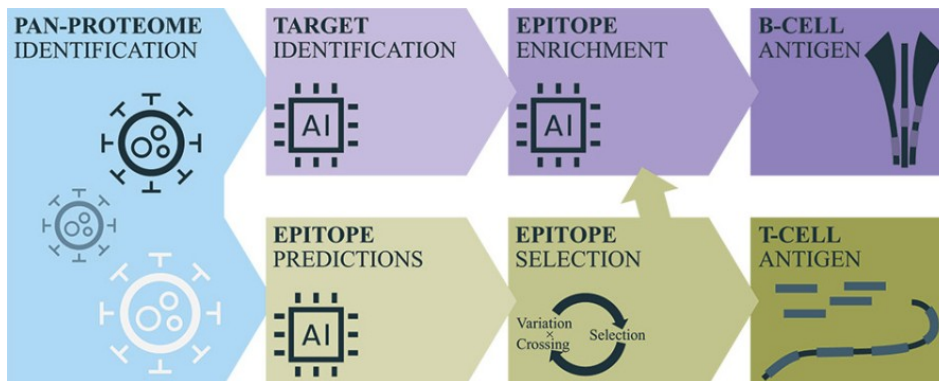 PAN-PROTEOME
IDENTIFICATION
TARGET
IDENTIFICATION
AI
EPITOPE
ENRICHMENT
AI
B-CELL
ANTIGEN
EPITOPE
PREDICTIONS
AI
EPITOPE
SELECTION
Variation
×
Crossing
Selection
T-CELL
ANTIGEN